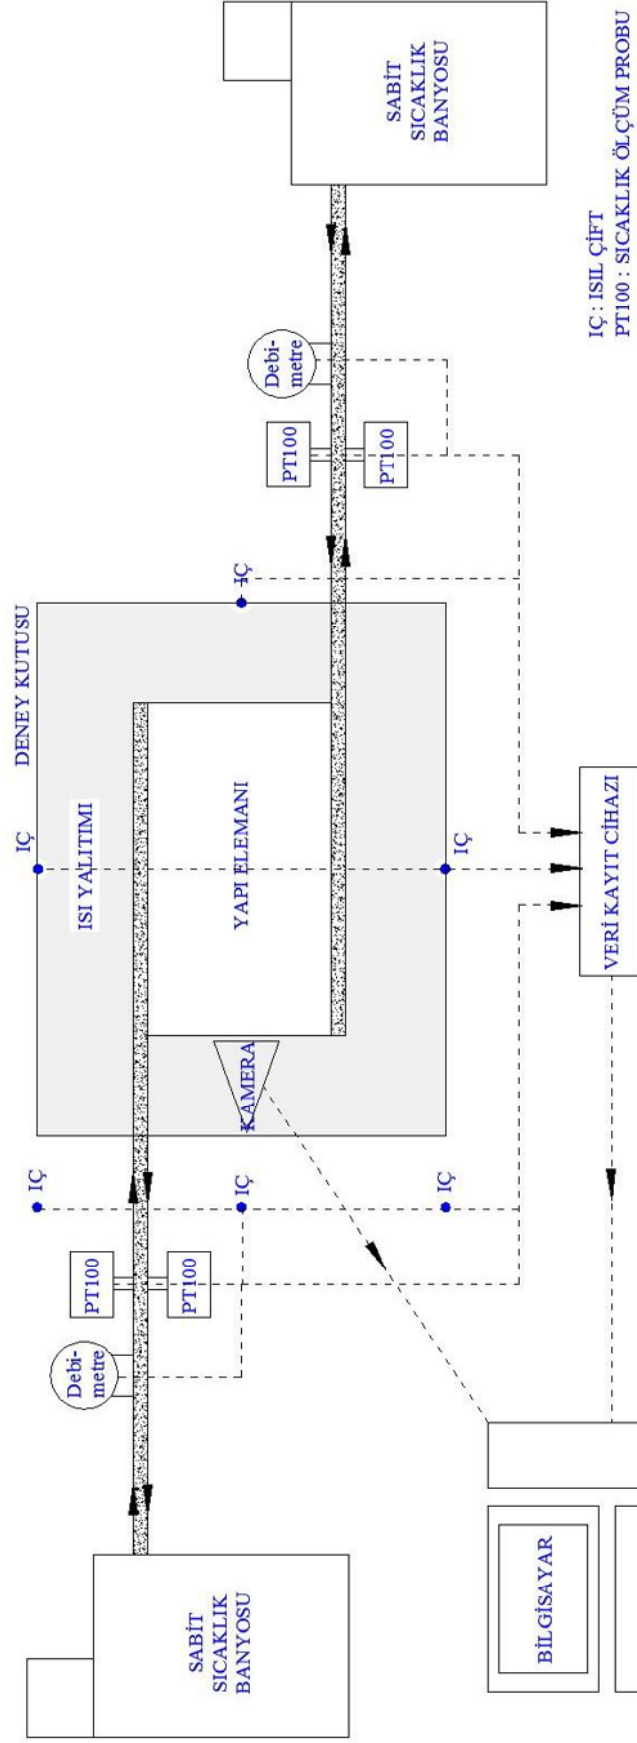 SABİT
SICAKLIK
BANYOSU
Debi-
metre
PT100
PT100
IÇ
IÇ
IÇ
DENEY KUTUSU
IÇ
ISI YALITIMI
KAMERA
YAPI ELEMANI
IÇ
IÇ
PT100
PT100
Debi-
metre
SABİT
SICAKLIK
BANYOSU
BİLGİSAYAR
VERİ KAYIT CİHAZI
IÇ : ISIL ÇİFT
PT100 : SICAKLIK ÖLÇÜM PROBU